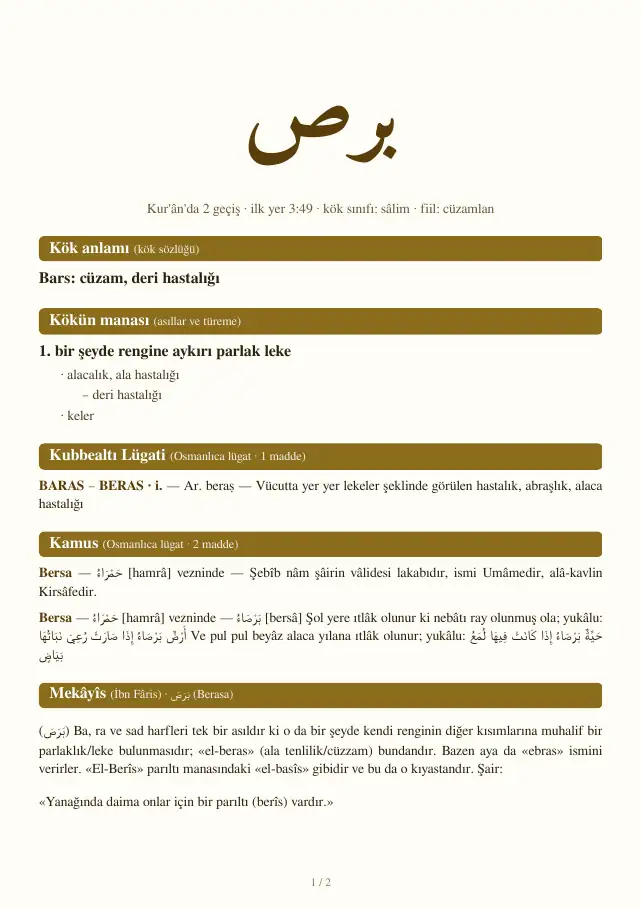 برص
Kur'ân'da 2 geçiş · ilk yer 3:49 · kök sınıfı: sâlim · fiil: cüzamlan
Kök anlamı (kök sözlüğü)
Bars: cüzam, deri hastalığı
Kökün manası (asıllar ve türeme)
1. bir şeyde rengine aykırı parlak leke
· alacalık, ala hastalığı
– deri hastalığı
· keler
Kubbealtı Lügati (Osmanlıca lügat · 1 madde)
BARAS – BERAS · i. — Ar. beraṣ — Vücutta yer yer lekeler şeklinde görülen hastalık, abraşlık, alaca
hastalığı
Kamus (Osmanlıca lügat · 2 madde)
Bersa — حَمْرَاءُ [hamrâ] vezninde — Şebîb nâm şâirin vâlidesi lakabıdır, ismi Umâmedir, alâ-kavlin
Kirsâfedir.
Bersa — حَمْرَاءُ [hamrâ] vezninde — بَرْصَاءُ [bersâ] Şol yere ıtlâk olunur ki nebâtı ray olunmuş ola; yukâlu:
أَرْضٌ بَرْصَاءُ إِذَا صَارَتْ رُعِيَ نَبَاتُهَا Ve pul pul beyâz alaca yılana ıtlâk olunur; yukâlu: حَيَّةٌ بَرْصَاءُ إِذَا كَانَتْ فِيهَا لُمَعُ
بَيَاضٍ
Mekâyîs (İbn Fâris) · بَرَصَ (Berasa)
(بَرَصَ) Ba, ra ve sad harfleri tek bir asıldır ki o da bir şeyde kendi renginin diğer kısımlarına muhalif bir
parlaklık/leke bulunmasıdır; «el-beras» (ala tenlilik/cüzzam) bundandır. Bazen aya da «ebras» ismini
verirler. «El-Berîs» parıltı manasındaki «el-basîs» gibidir ve bu da o kıyastandır. Şair:
«Yanağında daima onlar için bir parıltı (berîs) vardır.»
1 / 2